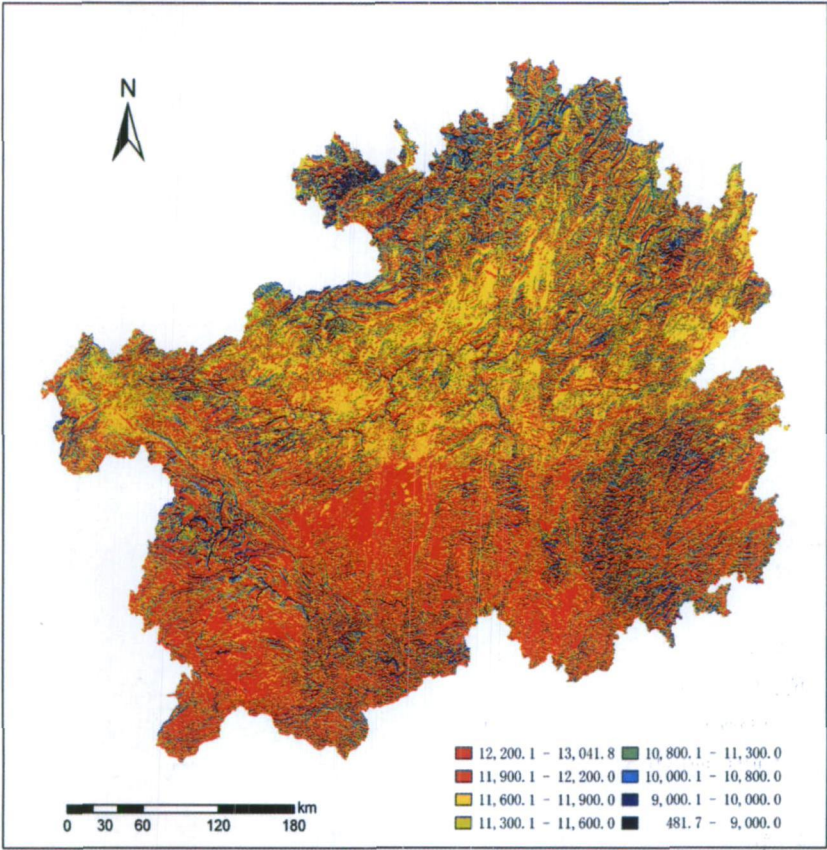 N
12,200.1 - 13,041.8
10,800.1 - 11,300.0
11,900.1 - 12,200.0
10,000.1 - 10,800.0
11,600.1 - 11,900.0
9,000.1 - 10,000.0
11,300.1 - 11,600.0
481.7 - 9,000.0
km
0 30 60 120 180